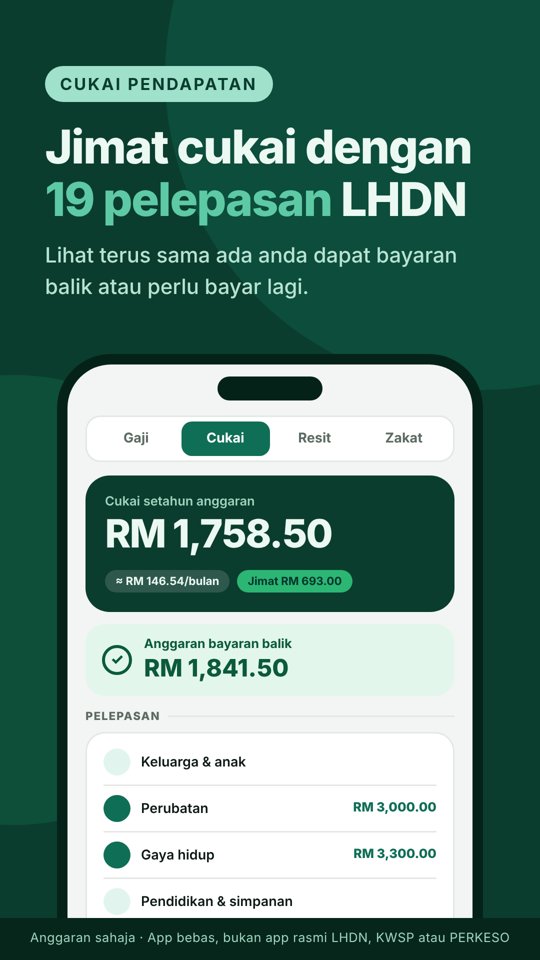 CUKAI PENDAPATAN
Jimat cukai dengan
19 pelepasan LHDN
Lihat terus sama ada anda dapat bayaran
balik atau perlu bayar lagi.
Gaji
Cukai
Resit
Zakat
Cukai setahun anggaran
RM 1,758.50
≈ RM 146.54/bulan
Jimat RM 693.00
Anggaran bayaran balik
RM 1,841.50
PELEPASAN
Keluarga & anak
Perubatan RM 3,000.00
Gaya hidup RM 3,300.00
Pendidikan & simpanan
Anggaran sahaja · App bebas, bukan app rasmi LHDN, KWSP atau PERKESO